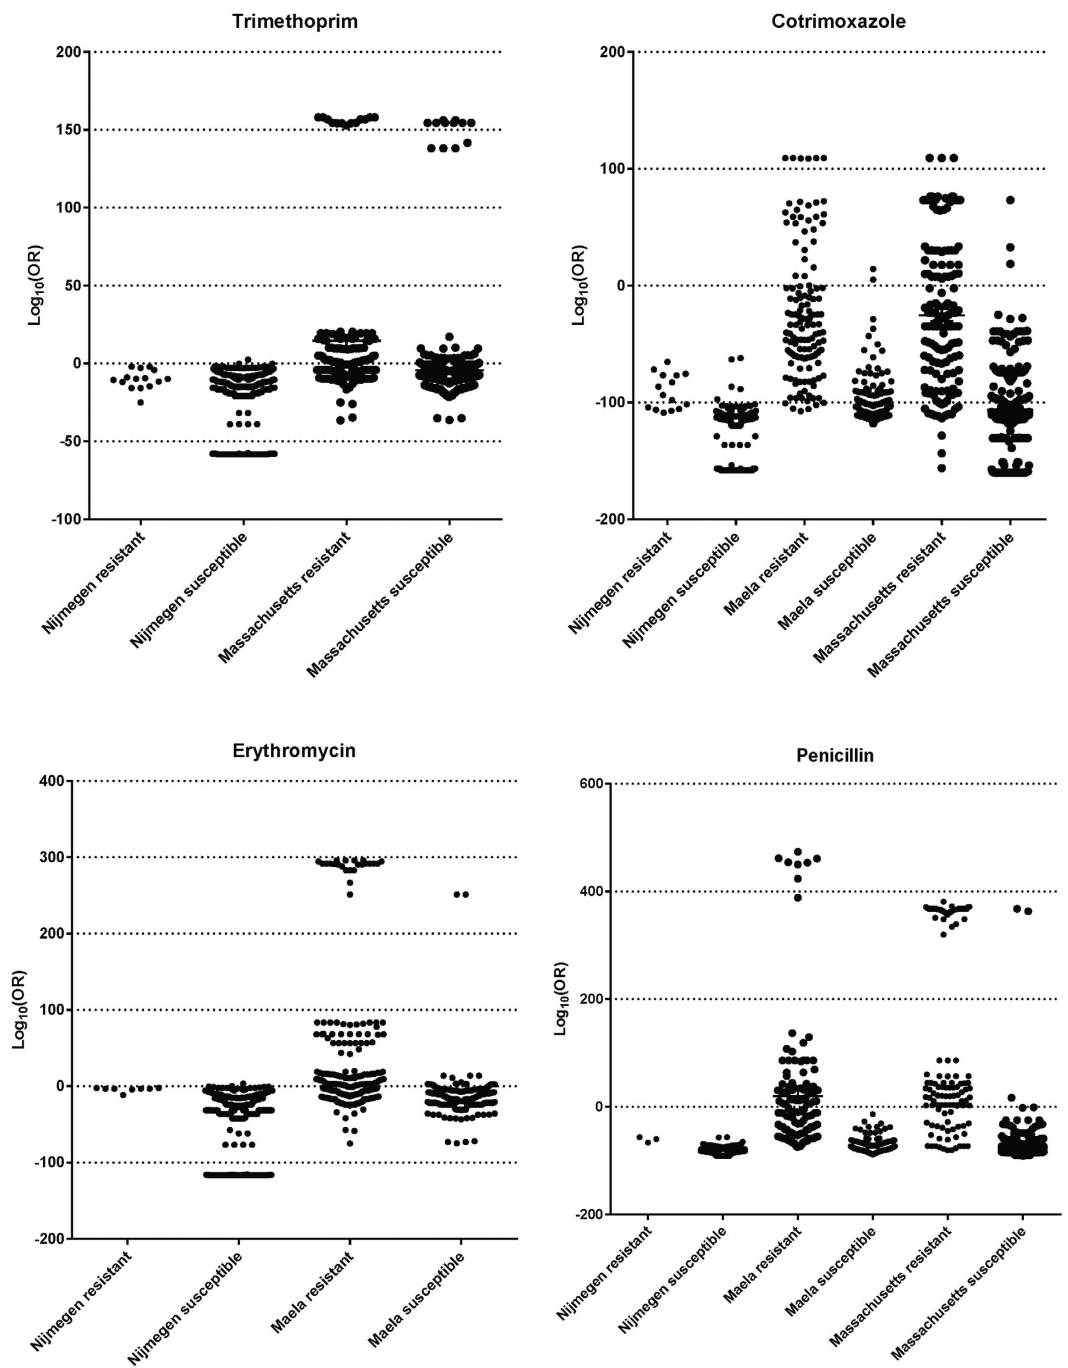 Trimethoprim
Log10(OR)
200
150
100
50
0
-50
-100
Nijmegen resistant
Nijmegen susceptible
Massachusetts resistant
Massachusetts susceptible
Cotrimoxazole
Log10(OR)
200
100
0
-100
-200
Nijmegen resistant
Nijmegen susceptible
Maela resistant
Maela susceptible
Massachusetts resistant
Massachusetts susceptible
Erythromycin
Log10(OR)
400
300
200
100
0
-100
-200
Nijmegen resistant
Nijmegen susceptible
Maela resistant
Maela susceptible
Penicillin
Log10(OR)
600
400
200
0
-200
Nijmegen resistant
Nijmegen susceptible
Maela resistant
Maela susceptible
Massachusetts resistant
Massachusetts susceptible